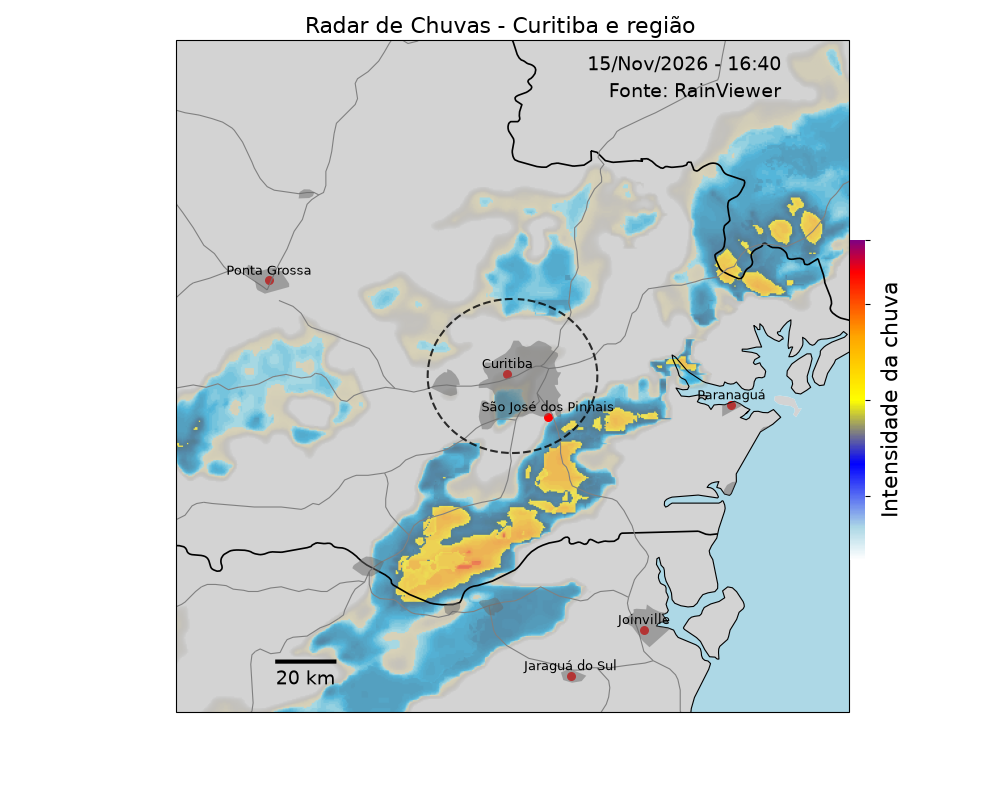 Radar de Chuvas - Curitiba e região
15/Nov/2026 - 16:40
Fonte: RainViewer
Ponta Grossa
Curitiba
Paranaguá
São José dos Pinhais
Intensidade da chuva
Joinville
Jaraguá do Sul
20 km